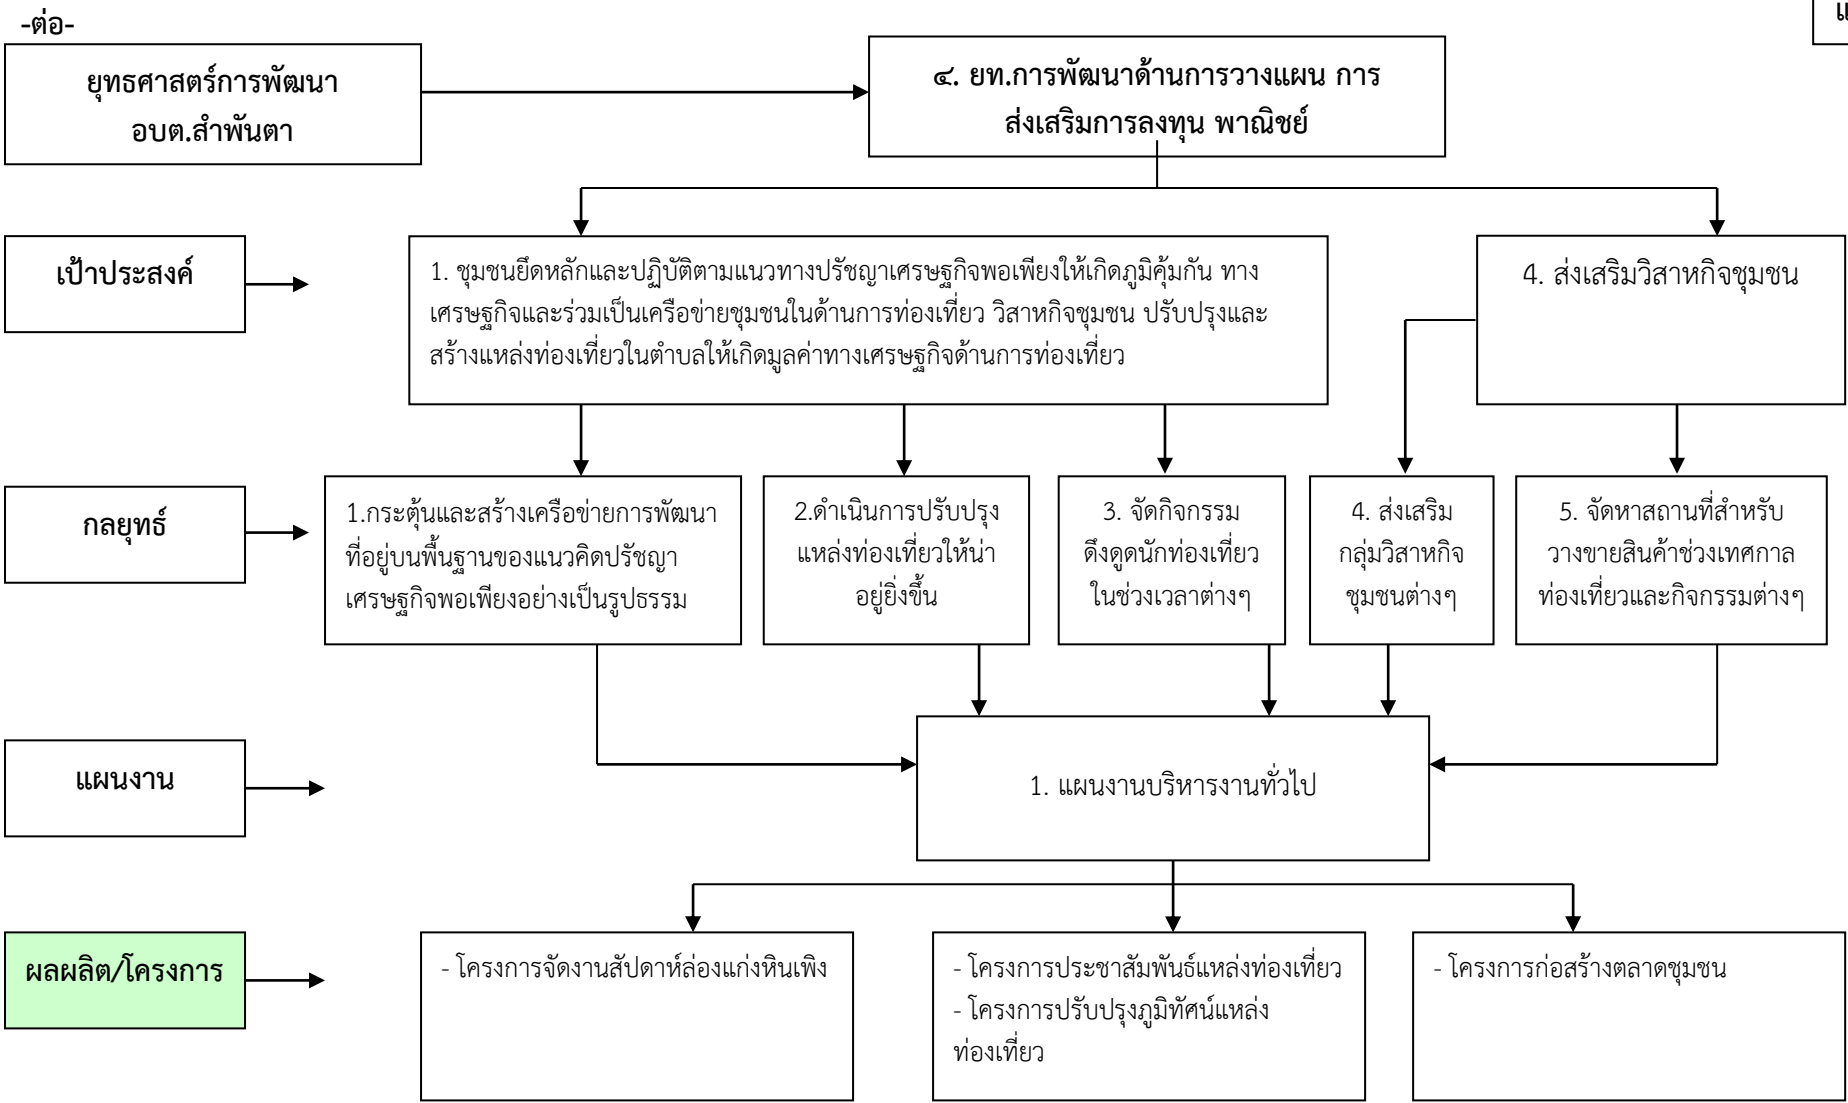 -ต่อ-
แ
ยุทธศาสตร์การพัฒนา
อบต.สำพันตา
๔. ยท.การพัฒนาด้านการวางแผน การ
ส่งเสริมการลงทุน พาณิชย์
เป้าประสงค์
1. ชุมชนยึดหลักและปฏิบัติตามแนวทางปรัชญาเศรษฐกิจพอเพียงให้เกิดภูมิคุ้มกัน ทาง
เศรษฐกิจและร่วมเป็นเครือข่ายชุมชนในด้านการท่องเที่ยว วิสาหกิจชุมชน ปรับปรุงและ
สร้างแหล่งท่องเที่ยวในตำบลให้เกิดมูลค่าทางเศรษฐกิจด้านการท่องเที่ยว
4. ส่งเสริมวิสาหกิจชุมชน
กลยุทธ์
1.กระตุ้นและสร้างเครือข่ายการพัฒนา
ที่อยู่บนพื้นฐานของแนวคิดปรัชญา
เศรษฐกิจพอเพียงอย่างเป็นรูปธรรม
2.ดำเนินการปรับปรุง
แหล่งท่องเที่ยวให้น่า
อยู่ยิ่งขึ้น
3. จัดกิจกรรม
ดึงดูดนักท่องเที่ยว
ในช่วงเวลาต่างๆ
4. ส่งเสริม
กลุ่มวิสาหกิจ
ชุมชนต่างๆ
5. จัดหาสถานที่สำหรับ
วางขายสินค้าช่วงเทศกาล
ท่องเที่ยวและกิจกรรมต่างๆ
แผนงาน
1. แผนงานบริหารงานทั่วไป
ผลผลิต/โครงการ
- โครงการจัดงานสัปดาห์ล่องแก่งหินเพิง
- โครงการประชาสัมพันธ์แหล่งท่องเที่ยว
- โครงการปรับปรุงภูมิทัศน์แหล่ง
ท่องเที่ยว
- โครงการก่อสร้างตลาดชุมชน